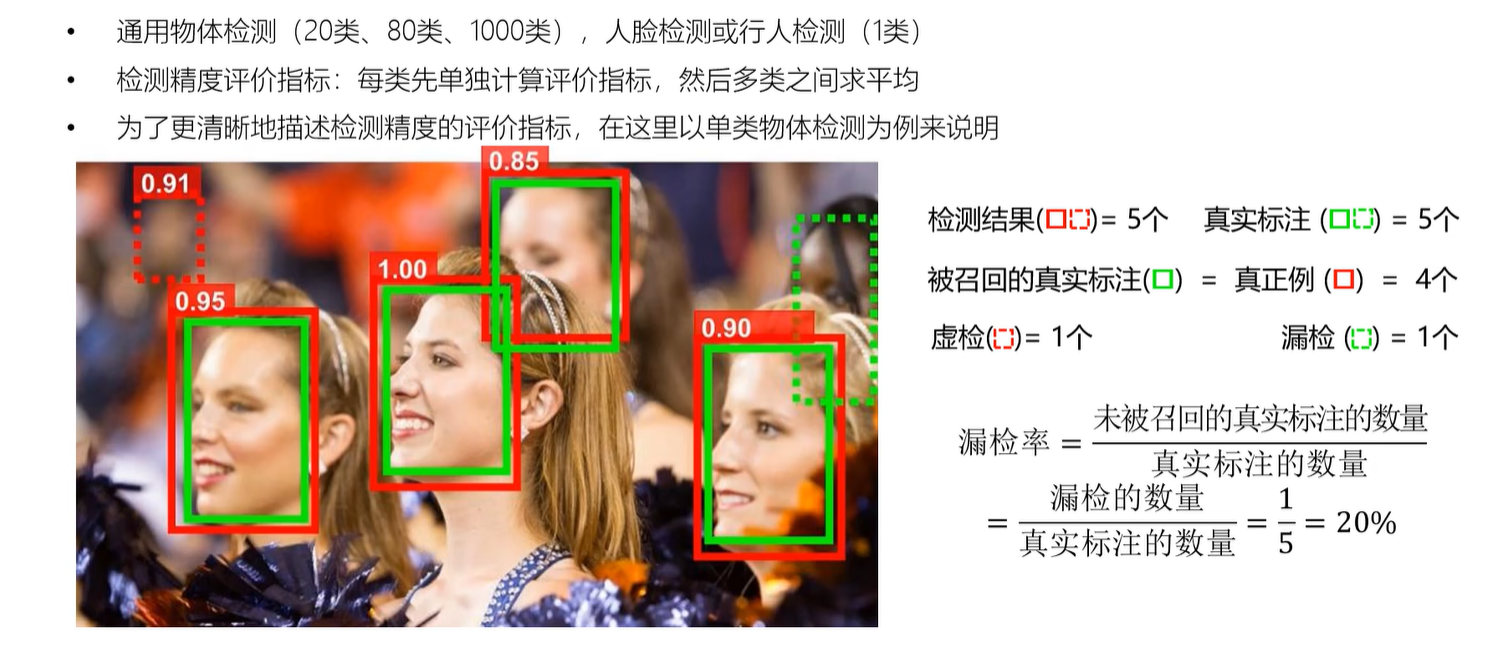 • 通用物体检测（20类、80类、1000类），人脸检测或行人检测（1类）
• 检测精度评价指标：每类先单独计算评价指标，然后多类之间求平均
• 为了更清晰地描述检测精度的评价指标，在这里以单类物体检测为例来说明
0.85
0.91
1.00
0.95
0.90
检测结果()= 5个 真实标注 () = 5个
被召回的真实标注() = 真正例 () = 4个
虚检()= 1个 漏检 () = 1个
漏检率 = 未被召回的真实标注的数量
真实标注的数量
= 漏检的数量 / 真实标注的数量 = 1/5 = 20%